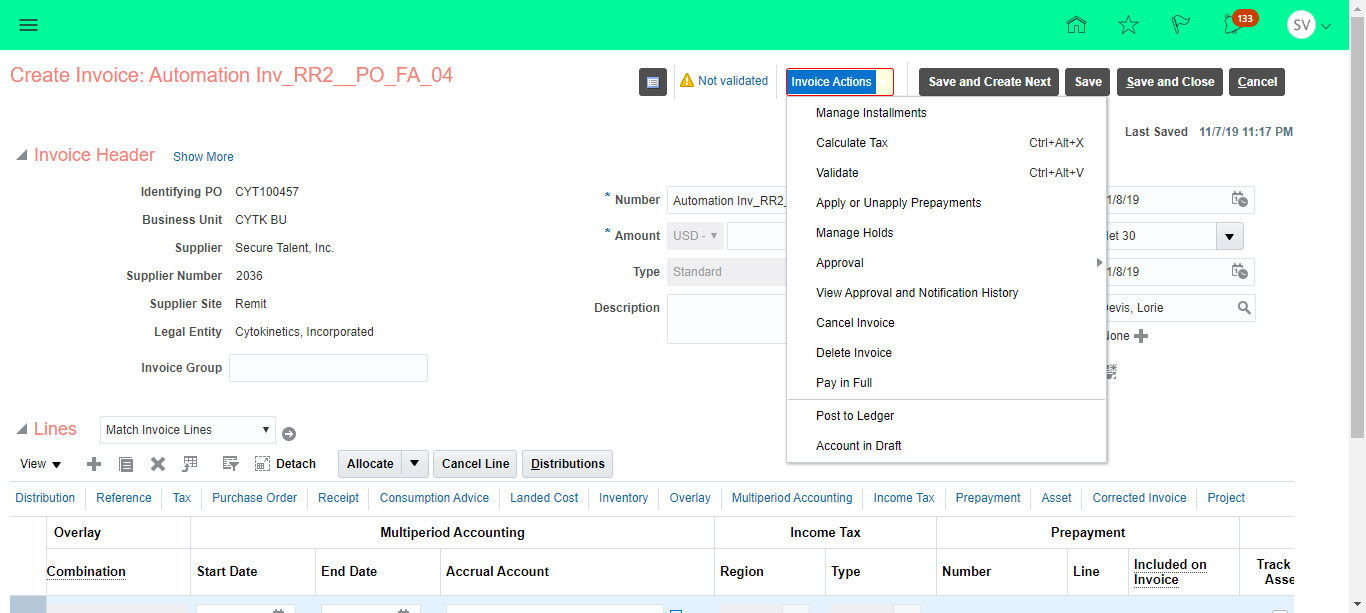 133
SV
Create Invoice: Automation Inv_RR2__PO_FA_04
Not validated
Invoice Actions
Save and Create Next
Save
Save and Close
Cancel
Manage Installments
Calculate Tax Ctrl+Alt+X
Validate Ctrl+Alt+V
Apply or Unapply Prepayments
Manage Holds
Approval
View Approval and Notification History
Cancel Invoice
Delete Invoice
Pay in Full
Post to Ledger
Account in Draft
Last Saved 11/7/19 11:17 PM
Invoice Header Show More
Identifying PO CYT100457
Business Unit CYTK BU
Supplier Secure Talent, Inc.
Supplier Number 2036
Supplier Site Remit
Legal Entity Cytokinetics, Incorporated
Invoice Group
* Number Automation Inv_RR2_
* Amount USD -
Type Standard
Description
1/8/19
et 30
1/8/19
evis, Lorie
one
Lines Match Invoice Lines
View Detach Allocate Cancel Line Distributions
Distribution Reference Tax Purchase Order Receipt Consumption Advice Landed Cost Inventory Overlay Multiperiod Accounting Income Tax Prepayment Asset Corrected Invoice Project
Overlay Multiperiod Accounting Income Tax Prepayment
Combination Start Date End Date Accrual Account Region Type Number Line Included on Invoice Track Asse